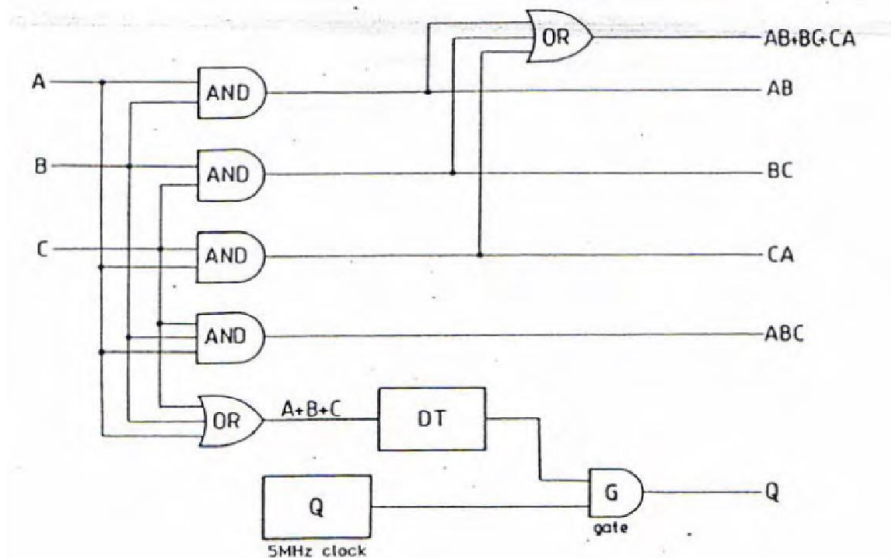 OR
AB+BC+CA
A
AND
AB
B
AND
BC
C
AND
CA
AND
ABC
OR
A+B+C
DT
Q
G
Q
gate
5MHz clock